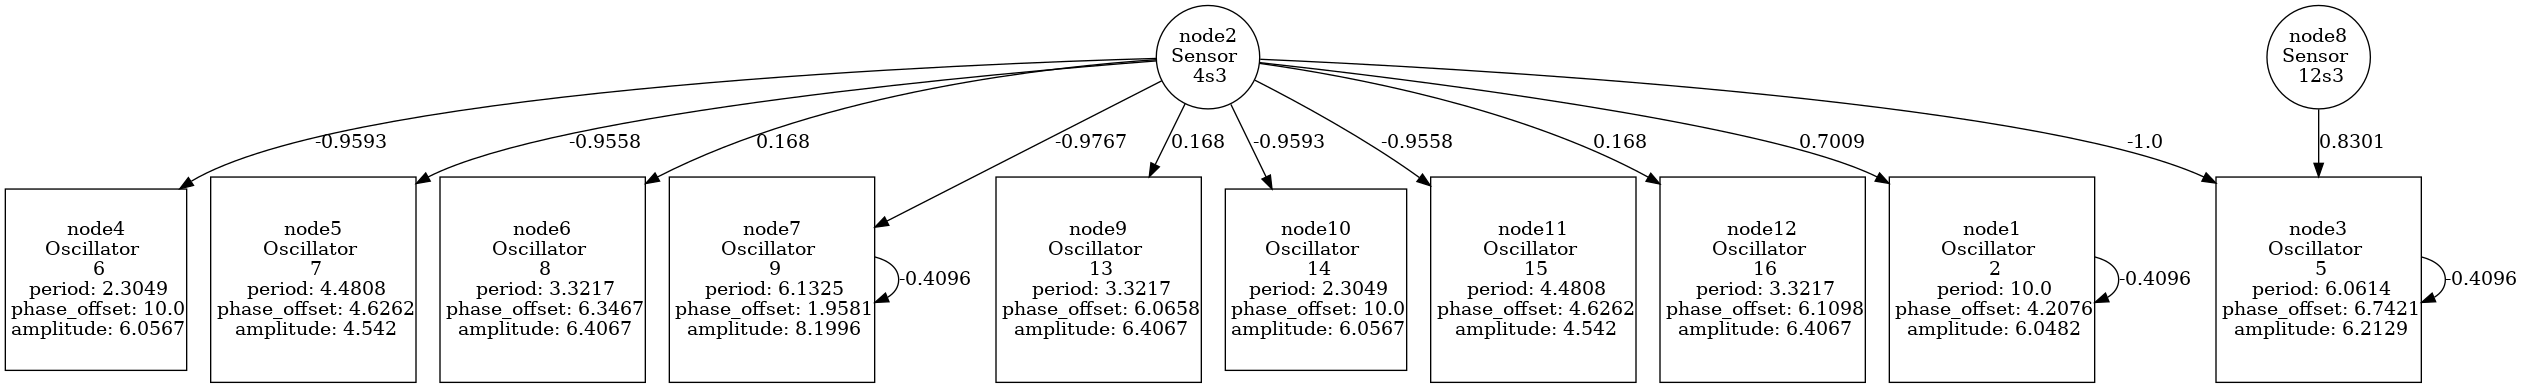 node2
Sensor
4s3
node8
Sensor
12s3
-0.9593
-0.9558
0.168
-0.9767
0.168
-0.9593
-0.9558
0.168
0.7009
-1.0
0.8301
node4
Oscillator
6
period: 2.3049
phase_offset: 10.0
amplitude: 6.0567
node5
Oscillator
7
period: 4.4808
phase_offset: 4.6262
amplitude: 4.542
node6
Oscillator
8
period: 3.3217
phase_offset: 6.3467
amplitude: 6.4067
node7
Oscillator
9
period: 6.1325
phase_offset: 1.9581
amplitude: 8.1996
-0.4096
node9
Oscillator
13
period: 3.3217
phase_offset: 6.0658
amplitude: 6.4067
node10
Oscillator
14
period: 2.3049
phase_offset: 10.0
amplitude: 6.0567
node11
Oscillator
15
period: 4.4808
phase_offset: 4.6262
amplitude: 4.542
node12
Oscillator
16
period: 3.3217
phase_offset: 6.1098
amplitude: 6.4067
node1
Oscillator
2
period: 10.0
phase_offset: 4.2076
amplitude: 6.0482
-0.4096
node3
Oscillator
5
period: 6.0614
phase_offset: 6.7421
amplitude: 6.2129
-0.4096